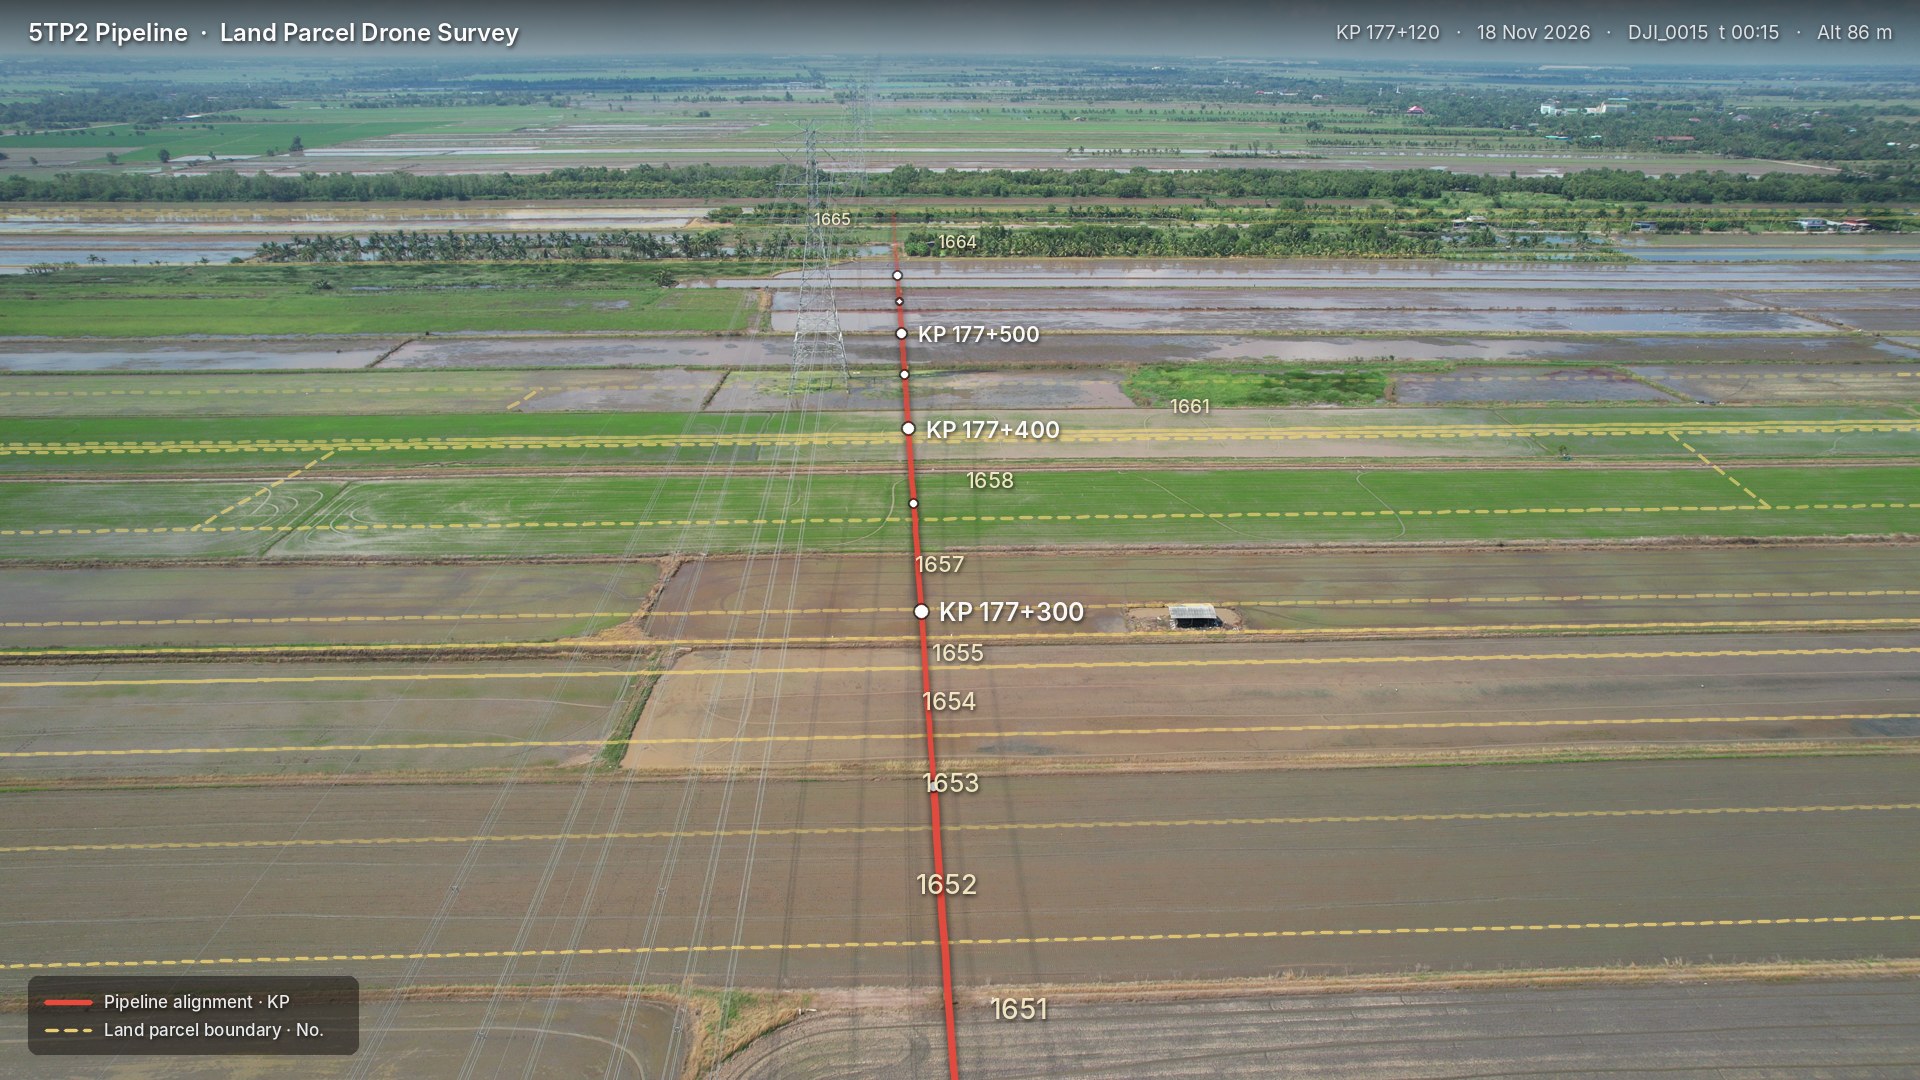 5TP2 Pipeline · Land Parcel Drone Survey
KP 177+120 · 18 Nov 2026 · DJI_0015 t 00:15 · Alt 86 m
1665
1664
KP 177+500
1661
KP 177+400
1658
1657
KP 177+300
1655
1654
1653
1652
1651
Pipeline alignment · KP
Land parcel boundary · No.